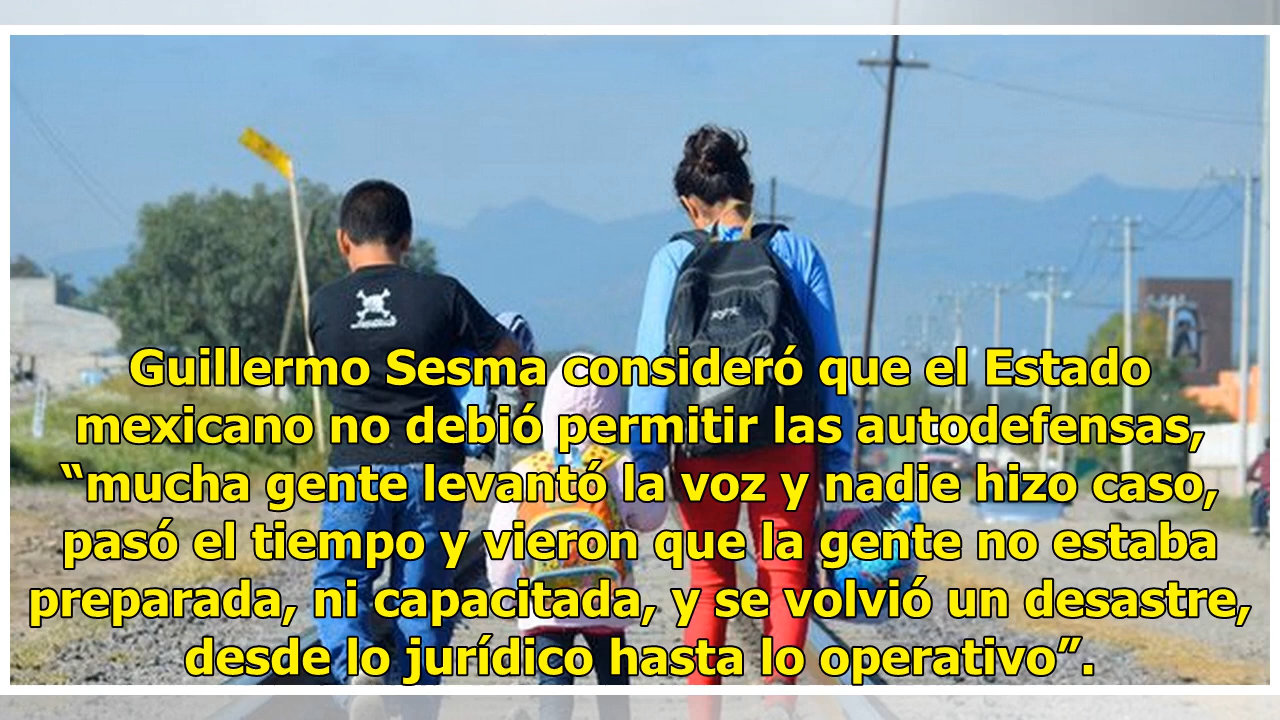 Guillermo Sesma consideró que el Estado
mexicano no debió permitir las autodefensas,
“mucha gente levantó la voz y nadie hizo caso,
pasó el tiempo y vieron que la gente no estaba
preparada, ni capacitada, y se volvió un desastre,
desde lo jurídico hasta lo operativo”.